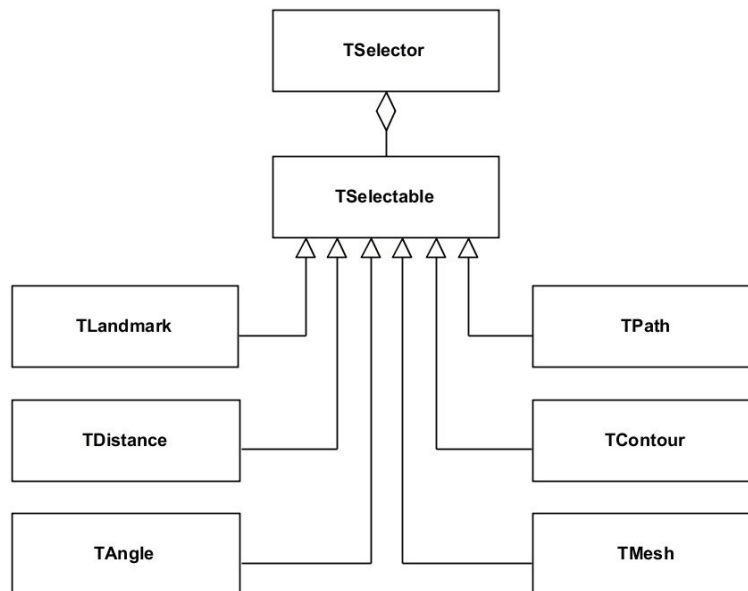 TSelector
TSelectable
TLandmark
TPath
TDistance
TContour
TAngle
TMesh